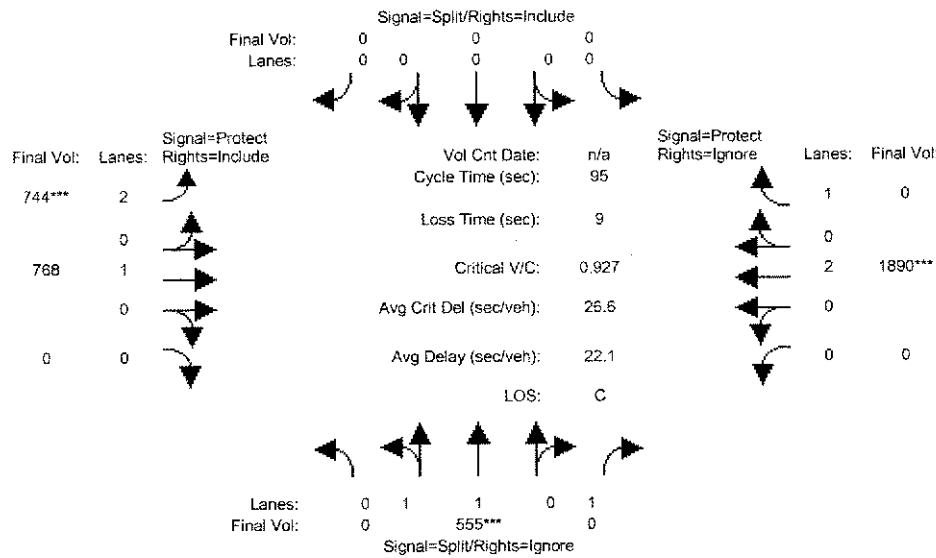 Signal=Split/Rights=Include
Final Vol: 0 0 0
Lanes: 0 0 0 0 0
Signal=Protect
Final Vol: Lanes: Rights=Include
Vol Cnt Date: n/a
Signal=Protect
Rights=Ignore Lanes: Final Vol:
Cycle Time (sec): 95
744*** 2
1 0
Loss Time (sec): 9
0
0
768 1
Critical V/C: 0.927
2 1890***
0
Avg Crit Del (sec/veh): 26.6
0
0 0
Avg Delay (sec/veh): 22.1
0 0
LOS: C
Lanes: 0 1 1 0 1
Final Vol: 0 555*** 0
Signal=Split/Rights=Ignore